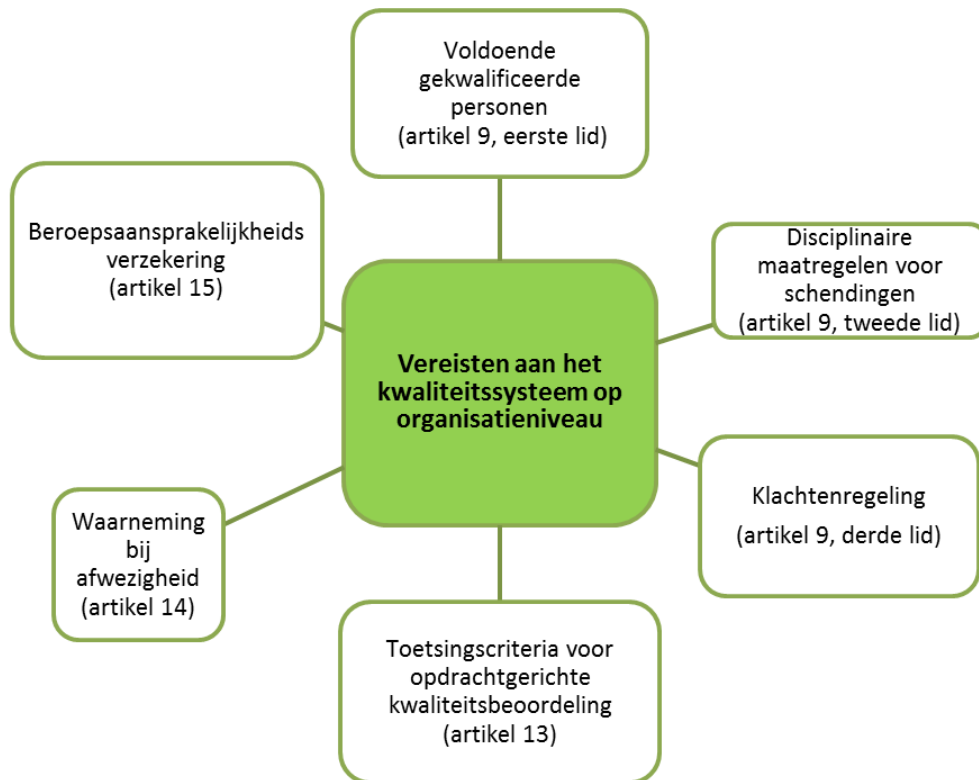 Voldoende
gekwalificeerde
personen
(artikel 9, eerste lid)
Beroepsaansprakelijkheids
verzekering
(artikel 15)
Disciplinaire
maatregelen voor
schendingen
(artikel 9, tweede lid)
Vereisten aan het
kwaliteitssysteem op
organisatieniveau
Klachtenregeling
(artikel 9, derde lid)
Waarneming
bij
afwezigheid
(artikel 14)
Toetsingscriteria voor
opdrachtgerichte
kwaliteitsbeoordeling
(artikel 13)